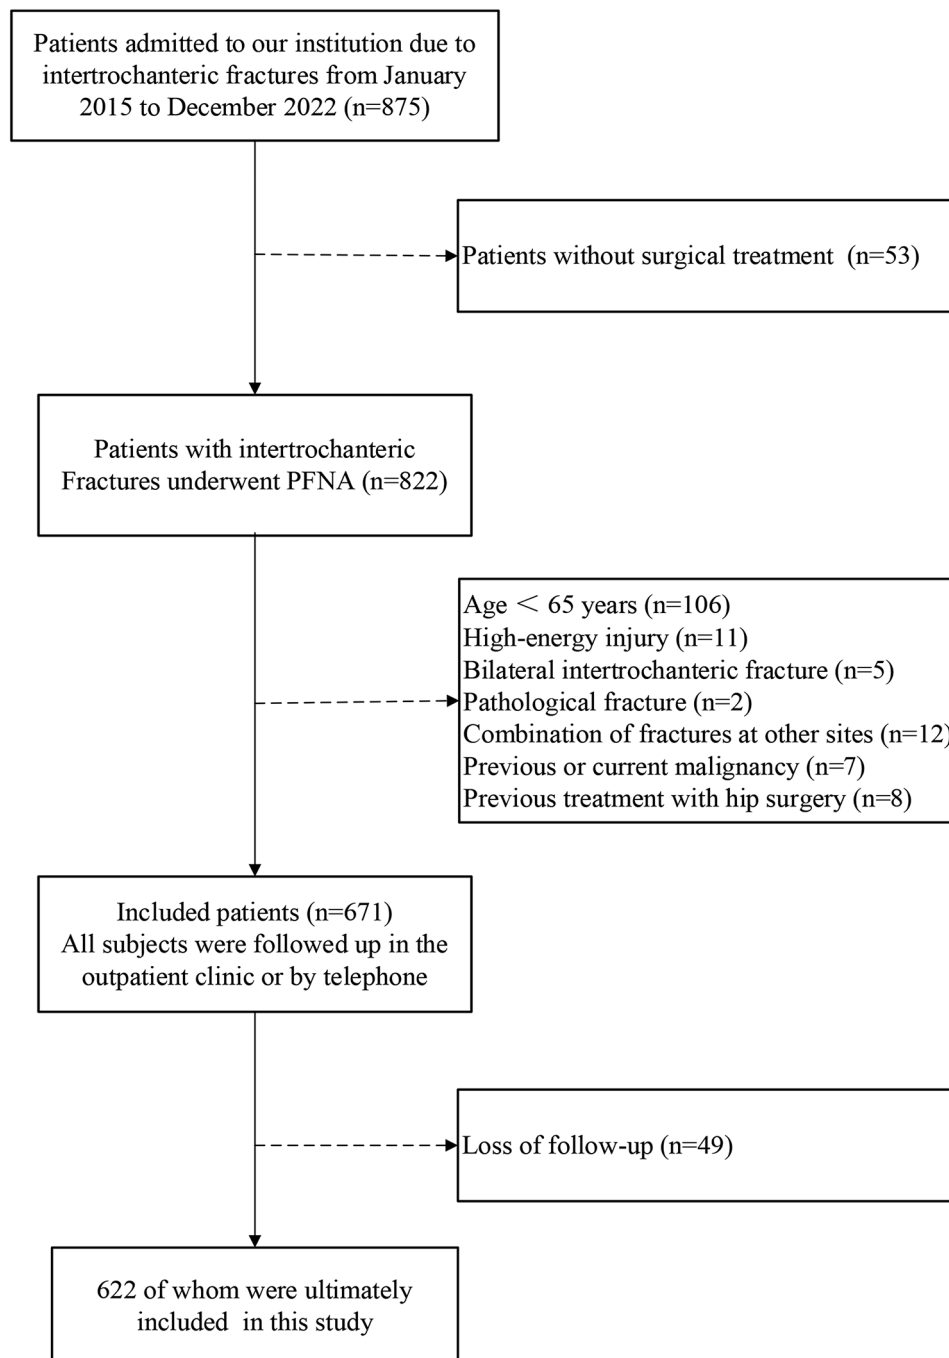 Patients admitted to our institution due to
intertrochanteric fractures from January
2015 to December 2022 (n=875)
Patients without surgical treatment (n=53)
Patients with intertrochanteric
Fractures underwent PFNA (n=822)
Age < 65 years (n=106)
High-energy injury (n=11)
Bilateral intertrochanteric fracture (n=5)
Pathological fracture (n=2)
Combination of fractures at other sites (n=12)
Previous or current malignancy (n=7)
Previous treatment with hip surgery (n=8)
Included patients (n=671)
All subjects were followed up in the
outpatient clinic or by telephone
Loss of follow-up (n=49)
622 of whom were ultimately
included in this study